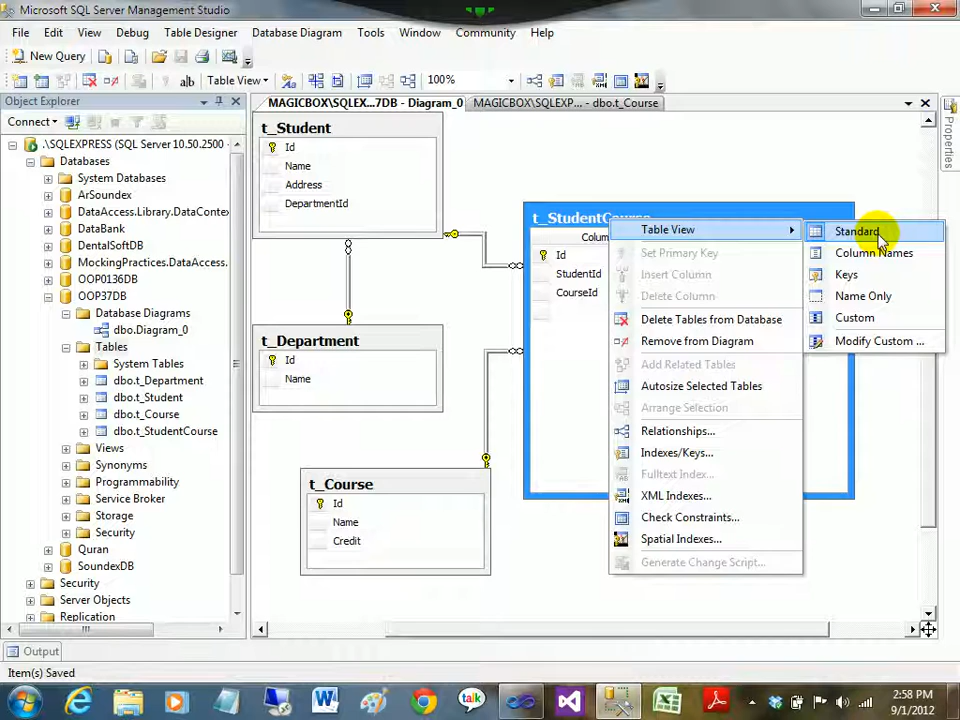 Microsoft SQL Server Management Studio
File Edit View Debug Table Designer Database Diagram Tools Window Community Help
New Query
Table View 100%
Object Explorer
MAGICBOX\SQLEX...7DB - Diagram_0
MAGICBOX\SQLEXP... - dbo.t_Course
Connect
.\SQLEXPRESS (SQL Server 10.50.2500
Databases
System Databases
ArSoundex
DataAccess.Library.DataContex
DataBank
DentalSoftDB
MockingPractices.DataAccess.
OOP0136DB
OOP37DB
Database Diagrams
dbo.Diagram_0
Tables
System Tables
dbo.t_Department
dbo.t_Student
dbo.t_Course
dbo.t_StudentCourse
Views
Synonyms
Programmability
Service Broker
Storage
Security
Quran
SoundexDB
Security
Server Objects
Replication
t_Student
Id
Name
Address
DepartmentId
t_Department
Id
Name
t_Course
Id
Name
Credit
t_StudentCourse
Colum
Id
StudentId
CourseId
Table View
Set Primary Key
Insert Column
Delete Column
Delete Tables from Database
Remove from Diagram
Add Related Tables
Autosize Selected Tables
Arrange Selection
Relationships...
Indexes/Keys...
Fulltext Index...
XML Indexes...
Check Constraints...
Spatial Indexes...
Generate Change Script...
Standard
Column Names
Keys
Name Only
Custom
Modify Custom ...
Properties
Output
Item(s) Saved
talk
2:58 PM
9/1/2012